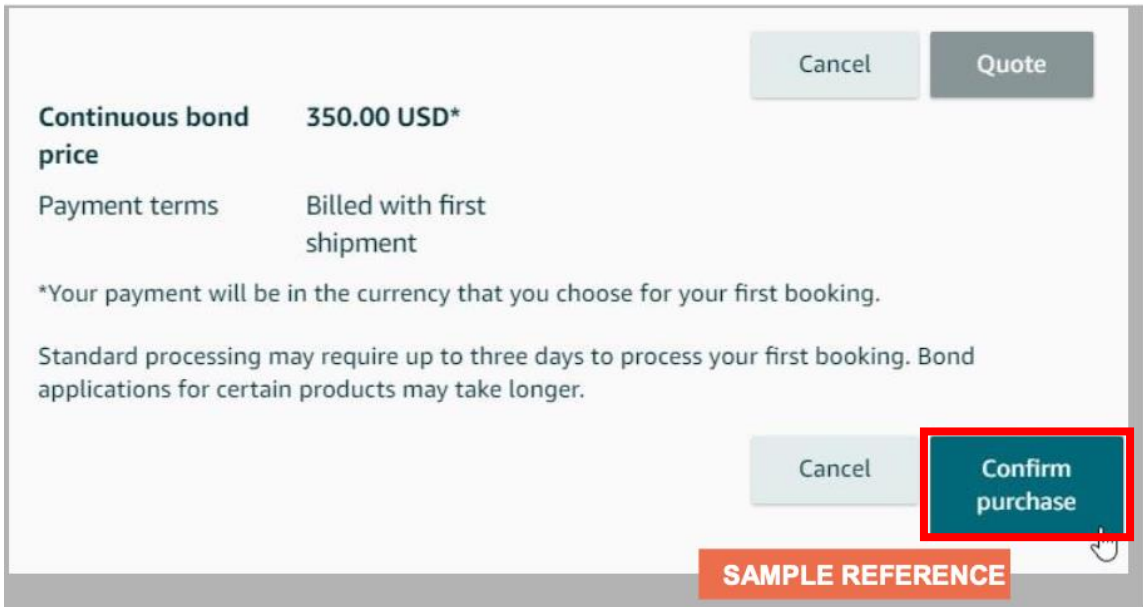 Cancel Quote
Continuous bond 350.00 USD*
price
Payment terms Billed with first
shipment
*Your payment will be in the currency that you choose for your first booking.
Standard processing may require up to three days to process your first booking. Bond
applications for certain products may take longer.
Cancel Confirm
purchase
SAMPLE REFERENCE